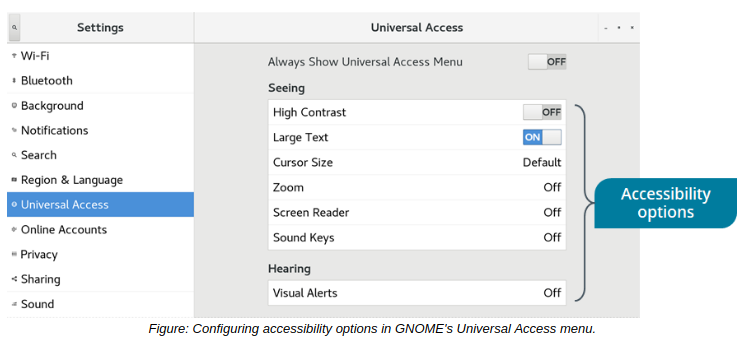 Settings
Universal Access
Wi-Fi
Bluetooth
Background
Notifications
Search
Region & Language
Universal Access
Online Accounts
Privacy
Sharing
Sound
Always Show Universal Access Menu OFF
Seeing
High Contrast OFF
Large Text ON
Cursor Size Default
Zoom Off
Screen Reader Off
Sound Keys Off
Hearing
Visual Alerts Off
Accessibility
options
Figure: Configuring accessibility options in GNOME's Universal Access menu.